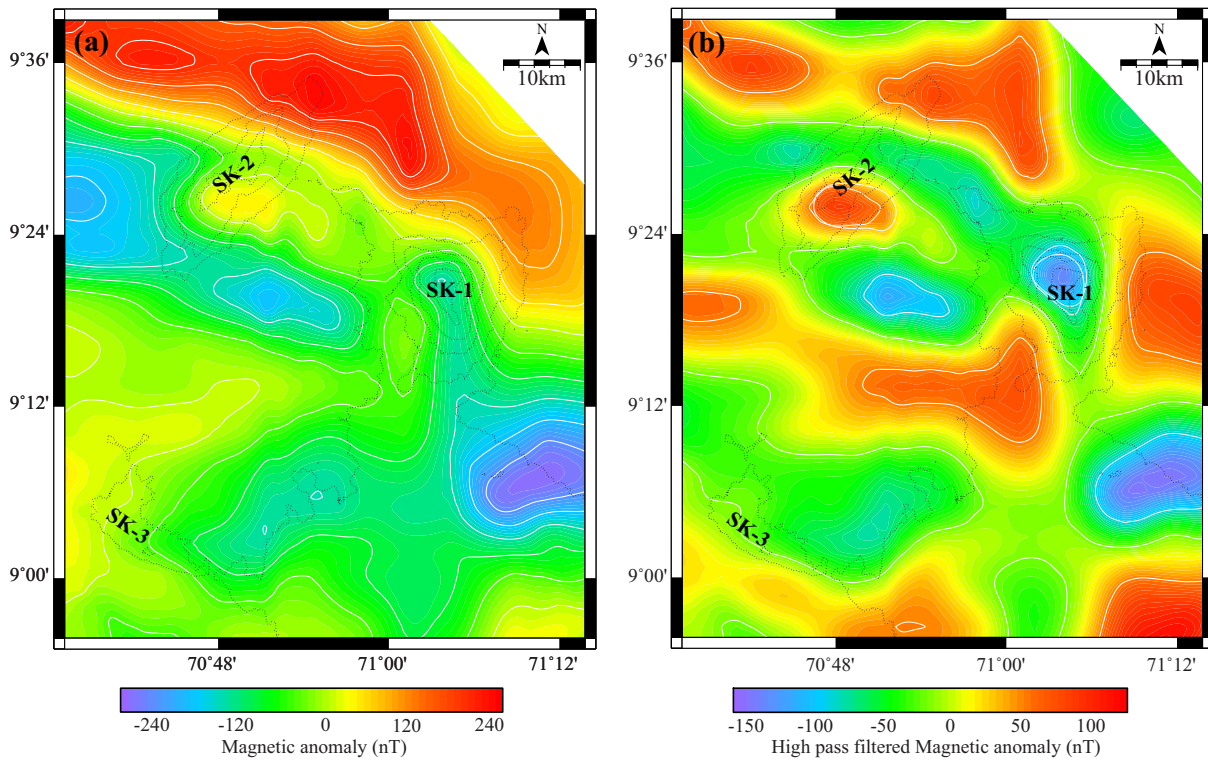 (a)
N
10km
9°36'
9°24'
9°12'
9°00'
SK-2
SK-1
SK-3
70°48' 71°00' 71°12'
-240 -120 0 120 240
Magnetic anomaly (nT)
(b)
N
10km
9°36'
9°24'
9°12'
9°00'
SK-2
SK-1
SK-3
70°48' 71°00' 71°12'
-150 -100 -50 0 50 100
High pass filtered Magnetic anomaly (nT)